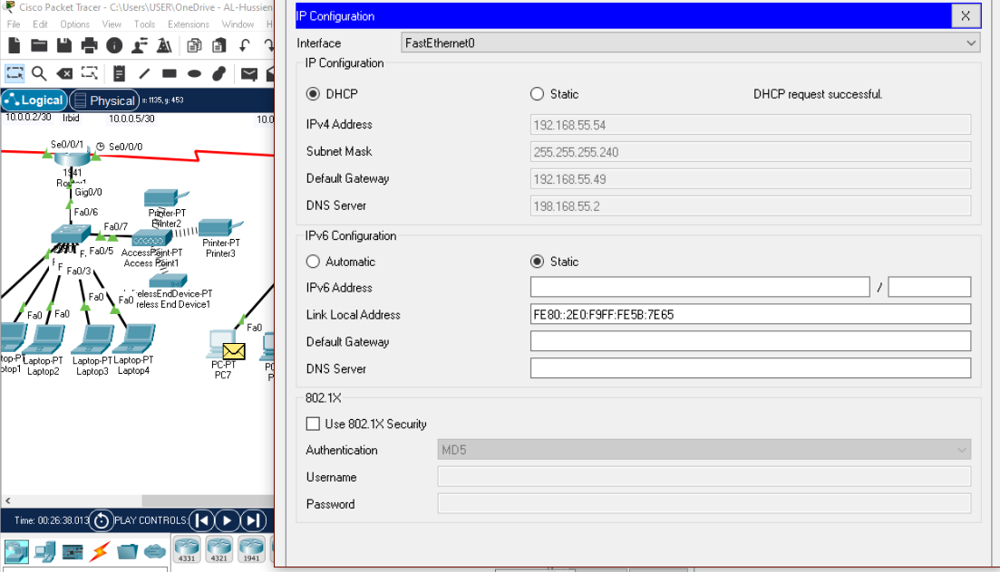 Cisco Packet Tracer - C:\Users\USER\OneDrive - AL-Hussien
File Edit Options View Tools Extensions Window H
Logical Physical x: 1135, y: 453
10.0.0.2/30 Irbid 10.0.0.5/30 10.0
Se0/0/1 Se0/0/0
1941
Router1
Gig0/0
Fa0/6
Printer-PT
Printer2
Fa0/7
Printer-PT
Printer3
Fa0/5
AccessPoint-PT
Access Point1
F Fa0/3
WirelessEndDevice-PT
Wireless End Device1
Fa0 Fa0
Fa0 Fa0
Fa0
Laptop-PT
Laptop2
Laptop-PT
Laptop3
Laptop-PT
Laptop4
PC-PT
PC7
Time: 00:26:38.013 PLAY CONTROLS:
4331 4321 1941
IP Configuration X
Interface FastEthernet0
IP Configuration
DHCP Static DHCP request successful.
IPv4 Address 192.168.55.54
Subnet Mask 255.255.255.240
Default Gateway 192.168.55.49
DNS Server 198.168.55.2
IPv6 Configuration
Automatic Static
IPv6 Address /
Link Local Address FE80::2E0:F9FF:FE5B:7E65
Default Gateway
DNS Server
802.1X
Use 802.1X Security
Authentication MD5
Username
Password